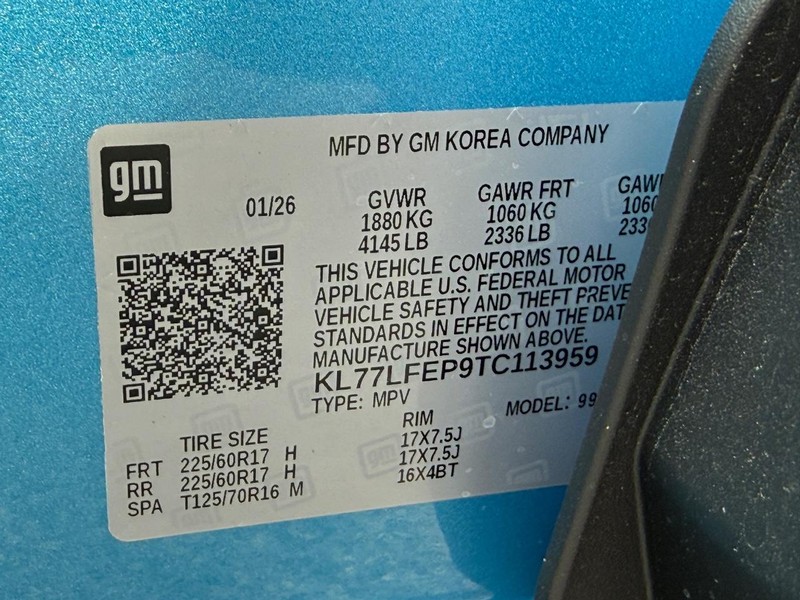 gm
MFD BY GM KOREA COMPANY
01/26
GVWR GAWR FRT
1880 KG 1060 KG
4145 LB 2336 LB
THIS VEHICLE CONFORMS TO ALL
APPLICABLE U.S. FEDERAL MOTOR
VEHICLE SAFETY AND THEFT PREVE
STANDARDS IN EFFECT ON THE DAT
MANUFACTURE SHOWN ABOVE.
KL77LFEP9TC113959
TYPE: MPV MODEL: 99
TIRE SIZE RIM
FRT 225/60R17 H 17X7.5J
RR 225/60R17 H 17X7.5J
SPA T125/70R16 M 16X4BT